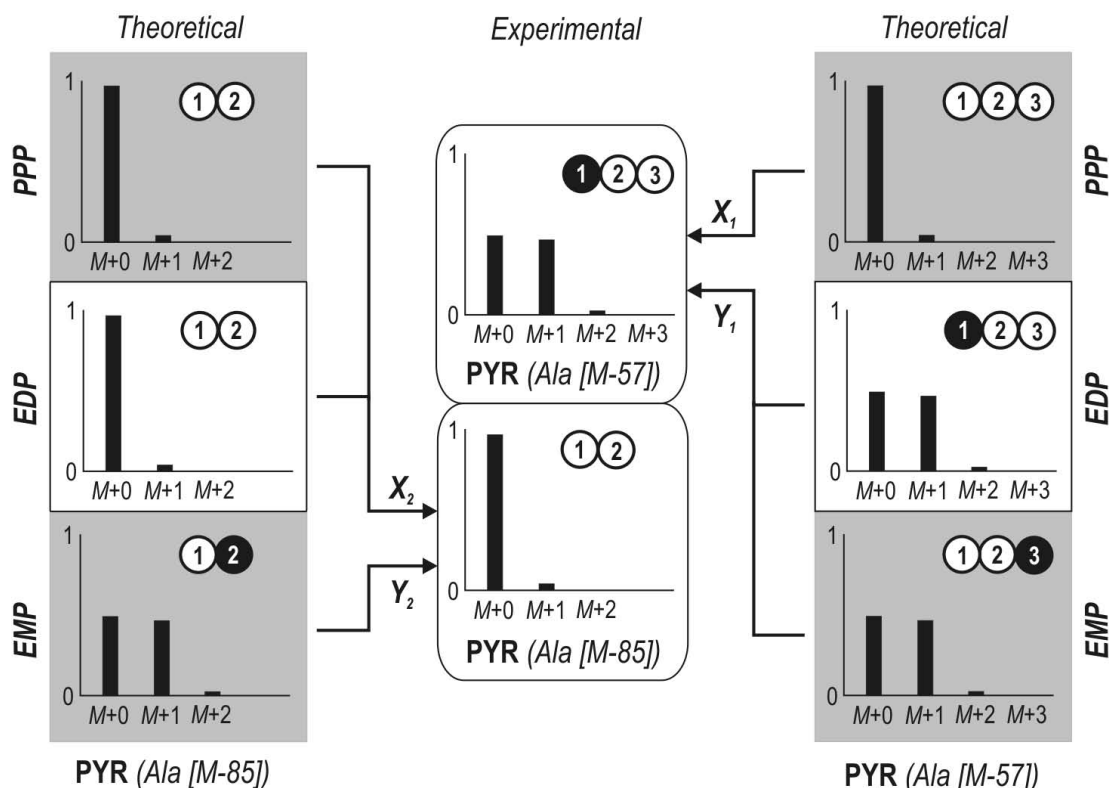 Theoretical
Experimental
Theoretical
PPP
1
0
1 2
M+0 M+1 M+2
EDP
1
0
1 2
M+0 M+1 M+2
EMP
1
0
1 2
M+0 M+1 M+2
PYR (Ala [M-85])
1
0
1 2 3
M+0 M+1 M+2 M+3
PYR (Ala [M-57])
1
0
1 2
M+0 M+1 M+2
PYR (Ala [M-85])
X1
Y1
X2
Y2
1
0
1 2 3
M+0 M+1 M+2 M+3
PPP
1
0
1 2 3
M+0 M+1 M+2 M+3
EDP
1
0
1 2 3
M+0 M+1 M+2 M+3
EMP
PYR (Ala [M-57])